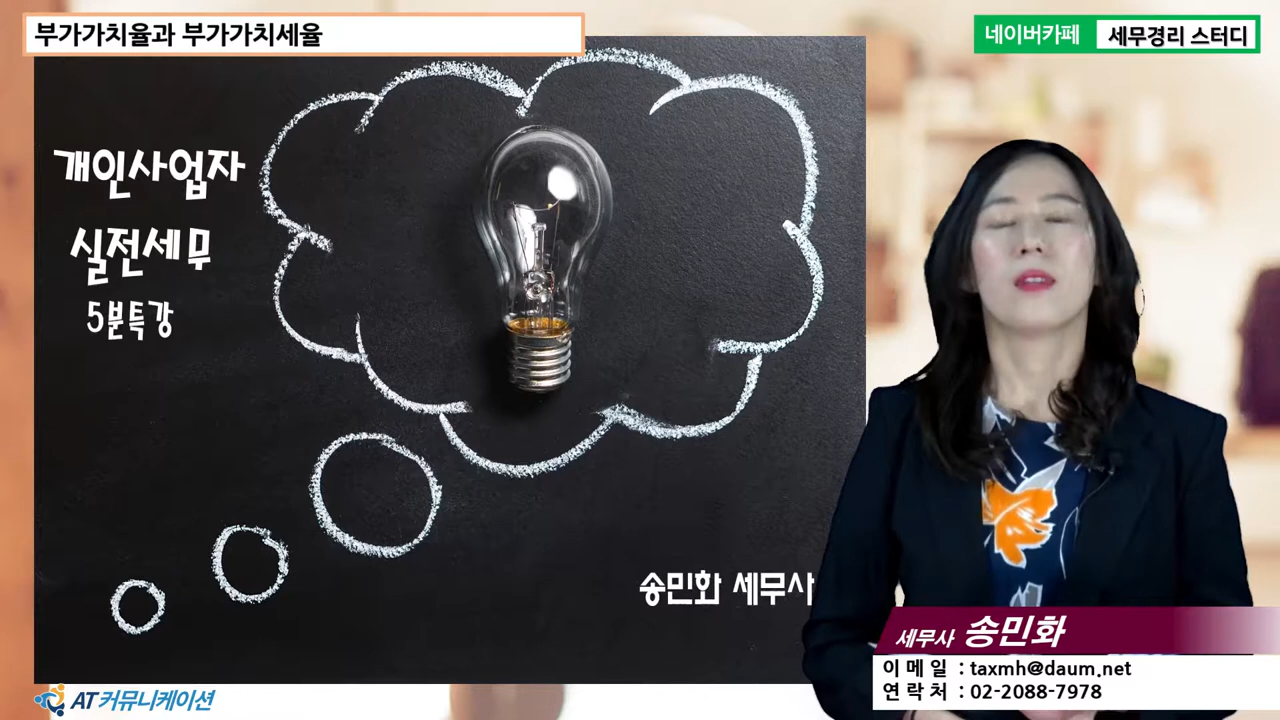 부가가치율과 부가가치세율
네이버카페 세무경리 스터디
개인사업자
실전세무
5분특강
송민화 세무사
세무사 송민화
이 메 일 : taxmh@daum.net
연 락 처 : 02-2088-7978
AT커뮤니케이션